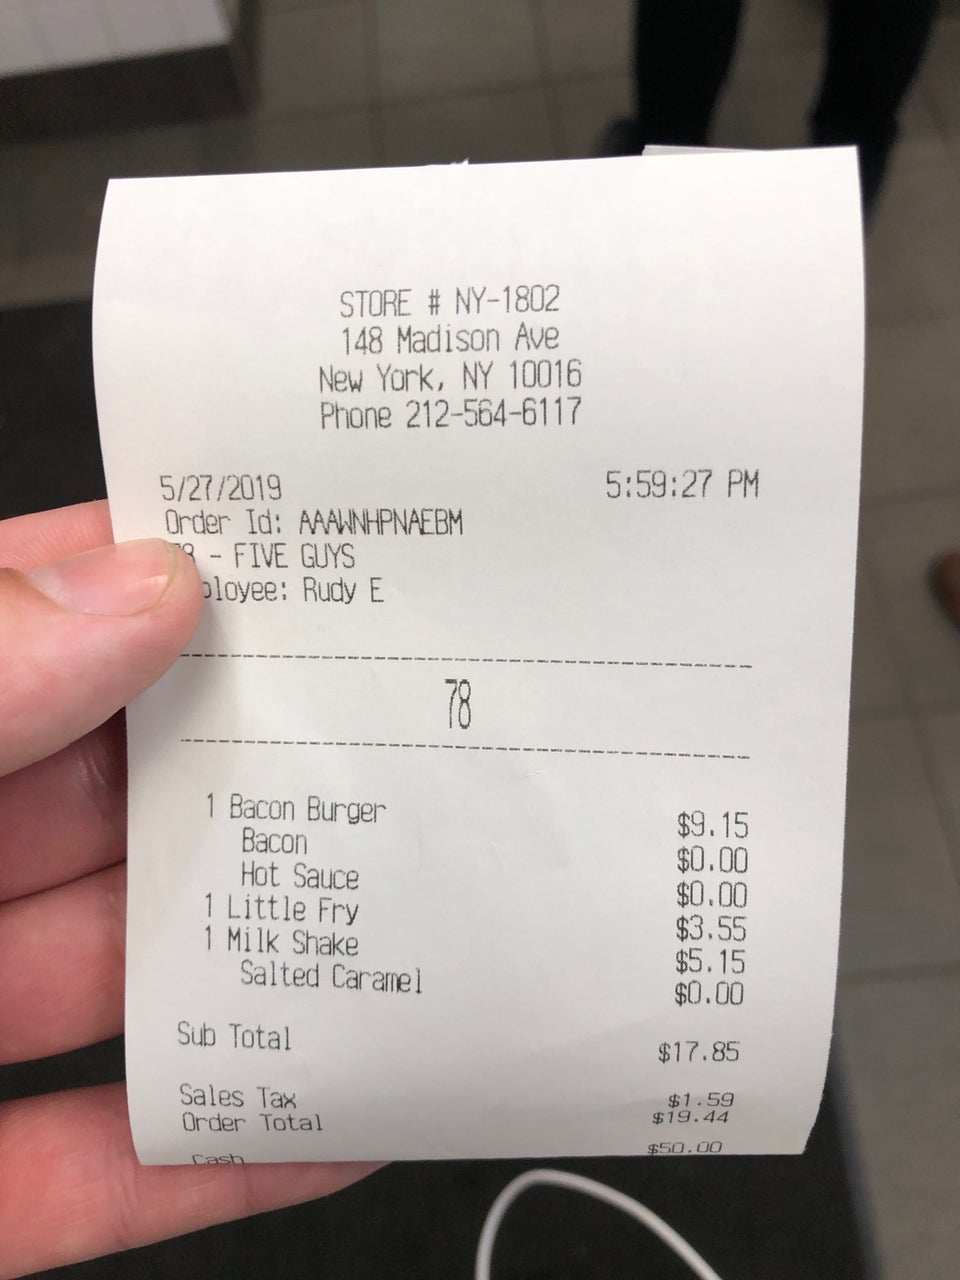 STORE # NY-1802
148 Madison Ave
New York, NY 10016
Phone 212-564-6117
5/27/2019 5:59:27 PM
Order Id: AAAWNHPNAEBM
- FIVE GUYS
Rudy E
78
1 Bacon Burger $9.15
Bacon $0.00
Hot Sauce $0.00
1 Little Fry $3.55
1 Milk Shake $5.15
Salted Caramel $0.00
Sub Total $17.85
Sales Tax $1.59
Order Total $19.44
Cash $50.00